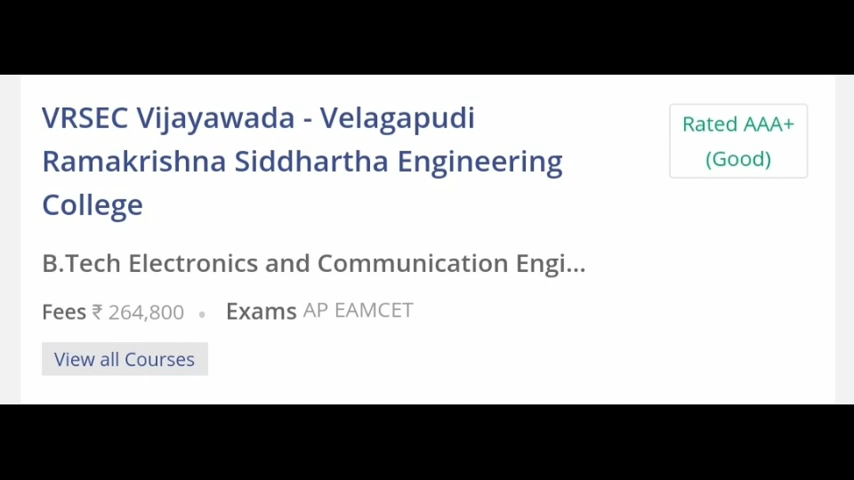 VRSEC Vijayawada - Velagapudi
Ramakrishna Siddhartha Engineering
College
Rated AAA+
(Good)
B.Tech Electronics and Communication Engi...
Fees ₹ 264,800 • Exams AP EAMCET
View all Courses